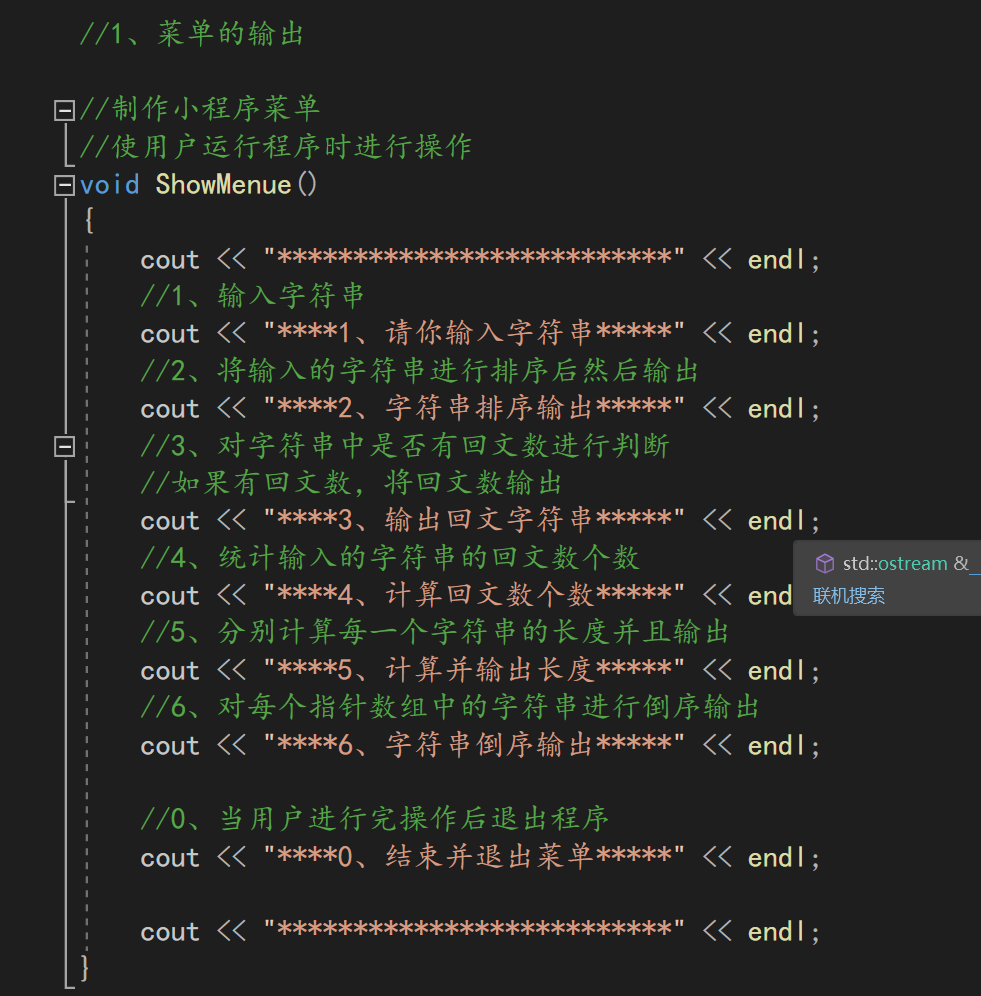 //1、菜单的输出
//制作小程序菜单
//使用户运行程序时进行操作
void ShowMenue()
{
cout << "**************************" << endl;
//1、输入字符串
cout << "****1、请你输入字符串*****" << endl;
//2、将输入的字符串进行排序后然后输出
cout << "****2、字符串排序输出*****" << endl;
//3、对字符串中是否有回文数进行判断
//如果有回文数，将回文数输出
cout << "****3、输出回文字符串*****" << endl;
//4、统计输入的字符串的回文数个数
cout << "****4、计算回文数个数*****" << end
std::ostream &_
联机搜索
//5、分别计算每一个字符串的长度并且输出
cout << "****5、计算并输出长度*****" << endl;
//6、对每个指针数组中的字符串进行倒序输出
cout << "****6、字符串倒序输出*****" << endl;
//0、当用户进行完操作后退出程序
cout << "****0、结束并退出菜单*****" << endl;
cout << "**************************" << endl;
}